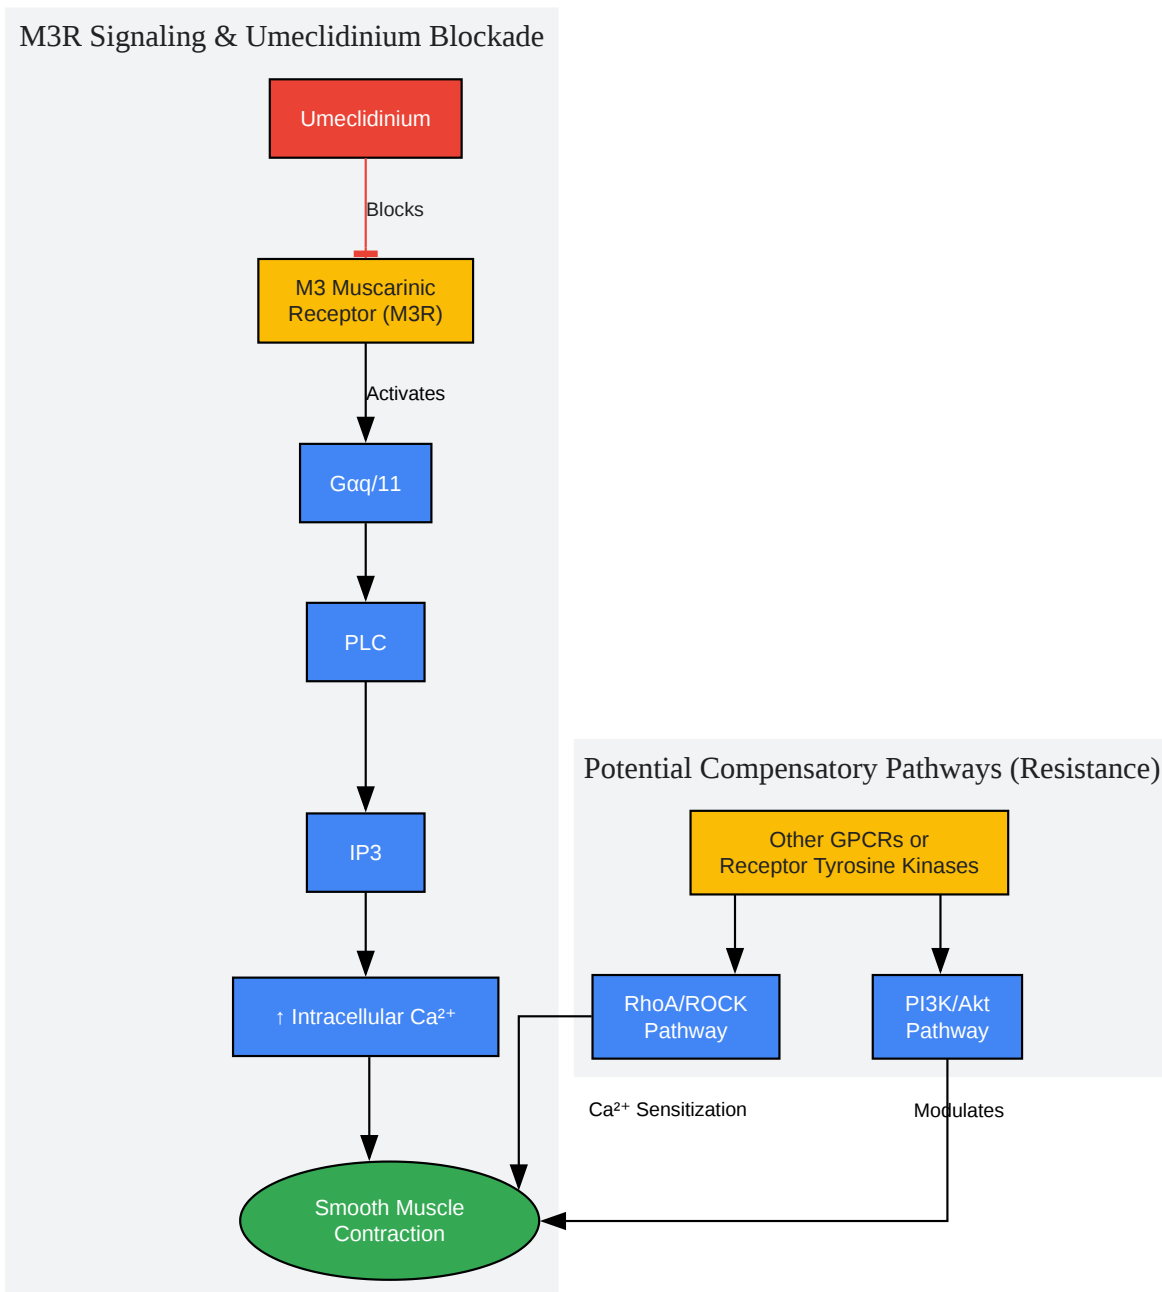 M3R Signaling & Umeclidinium Blockade
Umeclidinium
Blocks
M3 Muscarinic
Receptor (M3R)
Activates
Gαq/11
PLC
IP3
↑ Intracellular Ca²⁺
Smooth Muscle
Contraction
Potential Compensatory Pathways (Resistance)
Other GPCRs or
Receptor Tyrosine Kinases
RhoA/ROCK
Pathway
PI3K/Akt
Pathway
Ca²⁺ Sensitization
Modulates